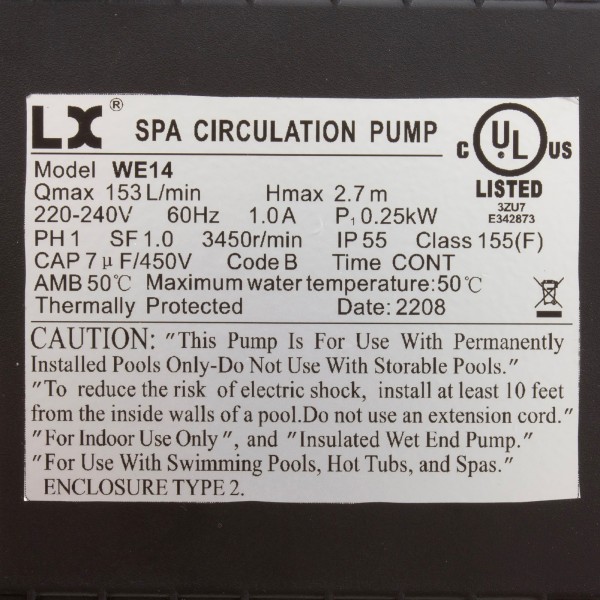 LX® SPA CIRCULATION PUMP
C UL US
LISTED
3ZU7
E342873
Model WE14
Qmax 153 L/min Hmax 2.7 m
220-240V 60Hz 1.0 A P1 0.25kW
PH 1 SF 1.0 3450r/min IP 55 Class 155(F)
CAP 7 μF/450V Code B Time CONT
AMB 50℃ Maximum water temperature:50℃
Thermally Protected Date: 2208
CAUTION: "This Pump Is For Use With Permanently
Installed Pools Only-Do Not Use With Storable Pools."
"To reduce the risk of electric shock, install at least 10 feet
from the inside walls of a pool.Do not use an extension cord."
"For Indoor Use Only", and "Insulated Wet End Pump."
"For Use With Swimming Pools, Hot Tubs, and Spas."
ENCLOSURE TYPE 2.